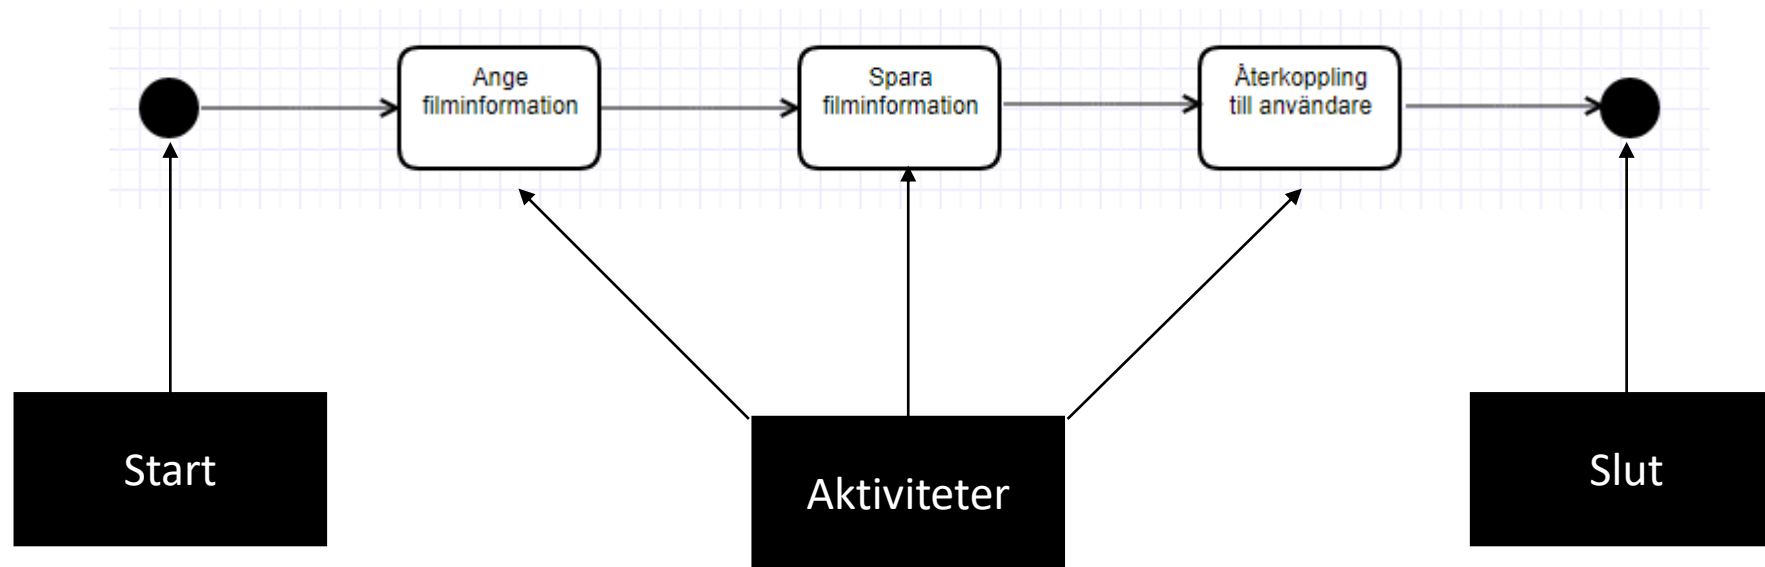 Ange
filminformation
Spara
filminformation
Återkoppling
till användare
Start
Aktiviteter
Slut